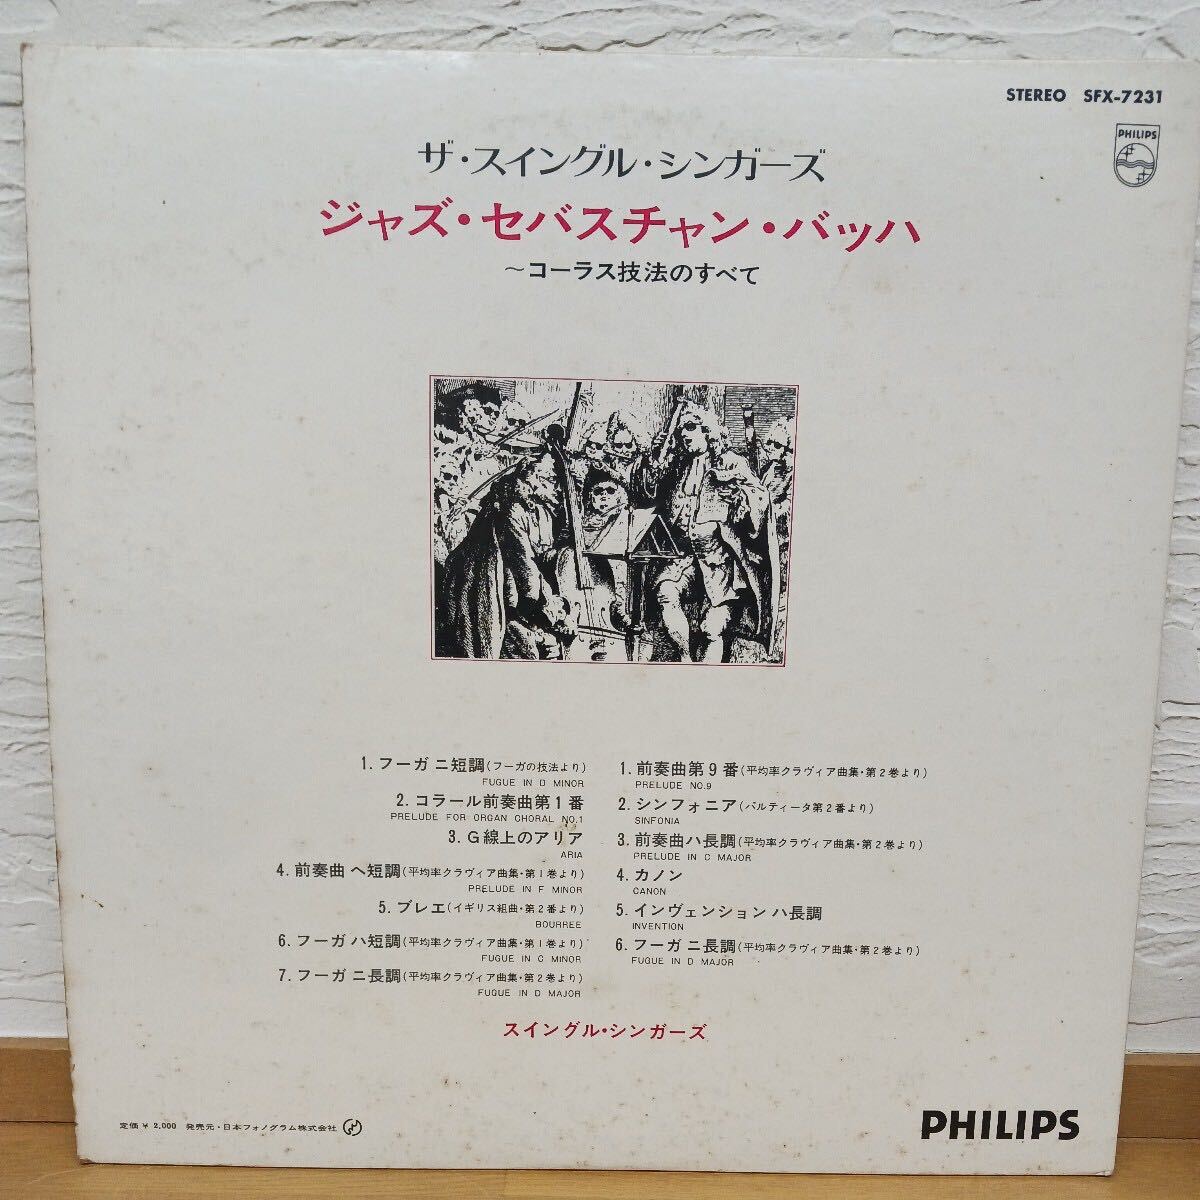 STEREO SFX-7231
PHILIPS
ザ・スイングル・シンガーズ
ジャズ・セバスチャン・バッハ
〜コーラス技法のすべて
1. フーガ ニ短調(フーガの技法より)
FUGUE IN D MINOR
2. コラール前奏曲第1番
PRELUDE FOR ORGAN CHORAL NO.1
3. G線上のアリア
ARIA
4. 前奏曲 ヘ短調(平均率クラヴィア曲集・第1巻より)
PRELUDE IN F MINOR
5. ブレエ(イギリス組曲・第2番より)
BOURREE
6. フーガ ハ短調(平均率クラヴィア曲集・第1巻より)
FUGUE IN C MINOR
7. フーガ ニ長調(平均率クラヴィア曲集・第2巻より)
FUGUE IN D MAJOR
1. 前奏曲第9番(平均率クラヴィア曲集・第2巻より)
PRELUDE NO.9
2. シンフォニア(パルティータ第2番より)
SINFONIA
3. 前奏曲ハ長調(平均率クラヴィア曲集・第2巻より)
PRELUDE IN C MAJOR
4. カノン
CANON
5. インヴェンション ハ長調
INVENTION
6. フーガ ニ長調(平均率クラヴィア曲集・第2巻より)
FUGUE IN D MAJOR
スイングル・シンガーズ
定価 ¥2,000 発売元・日本フォノグラム株式会社
PHILIPS